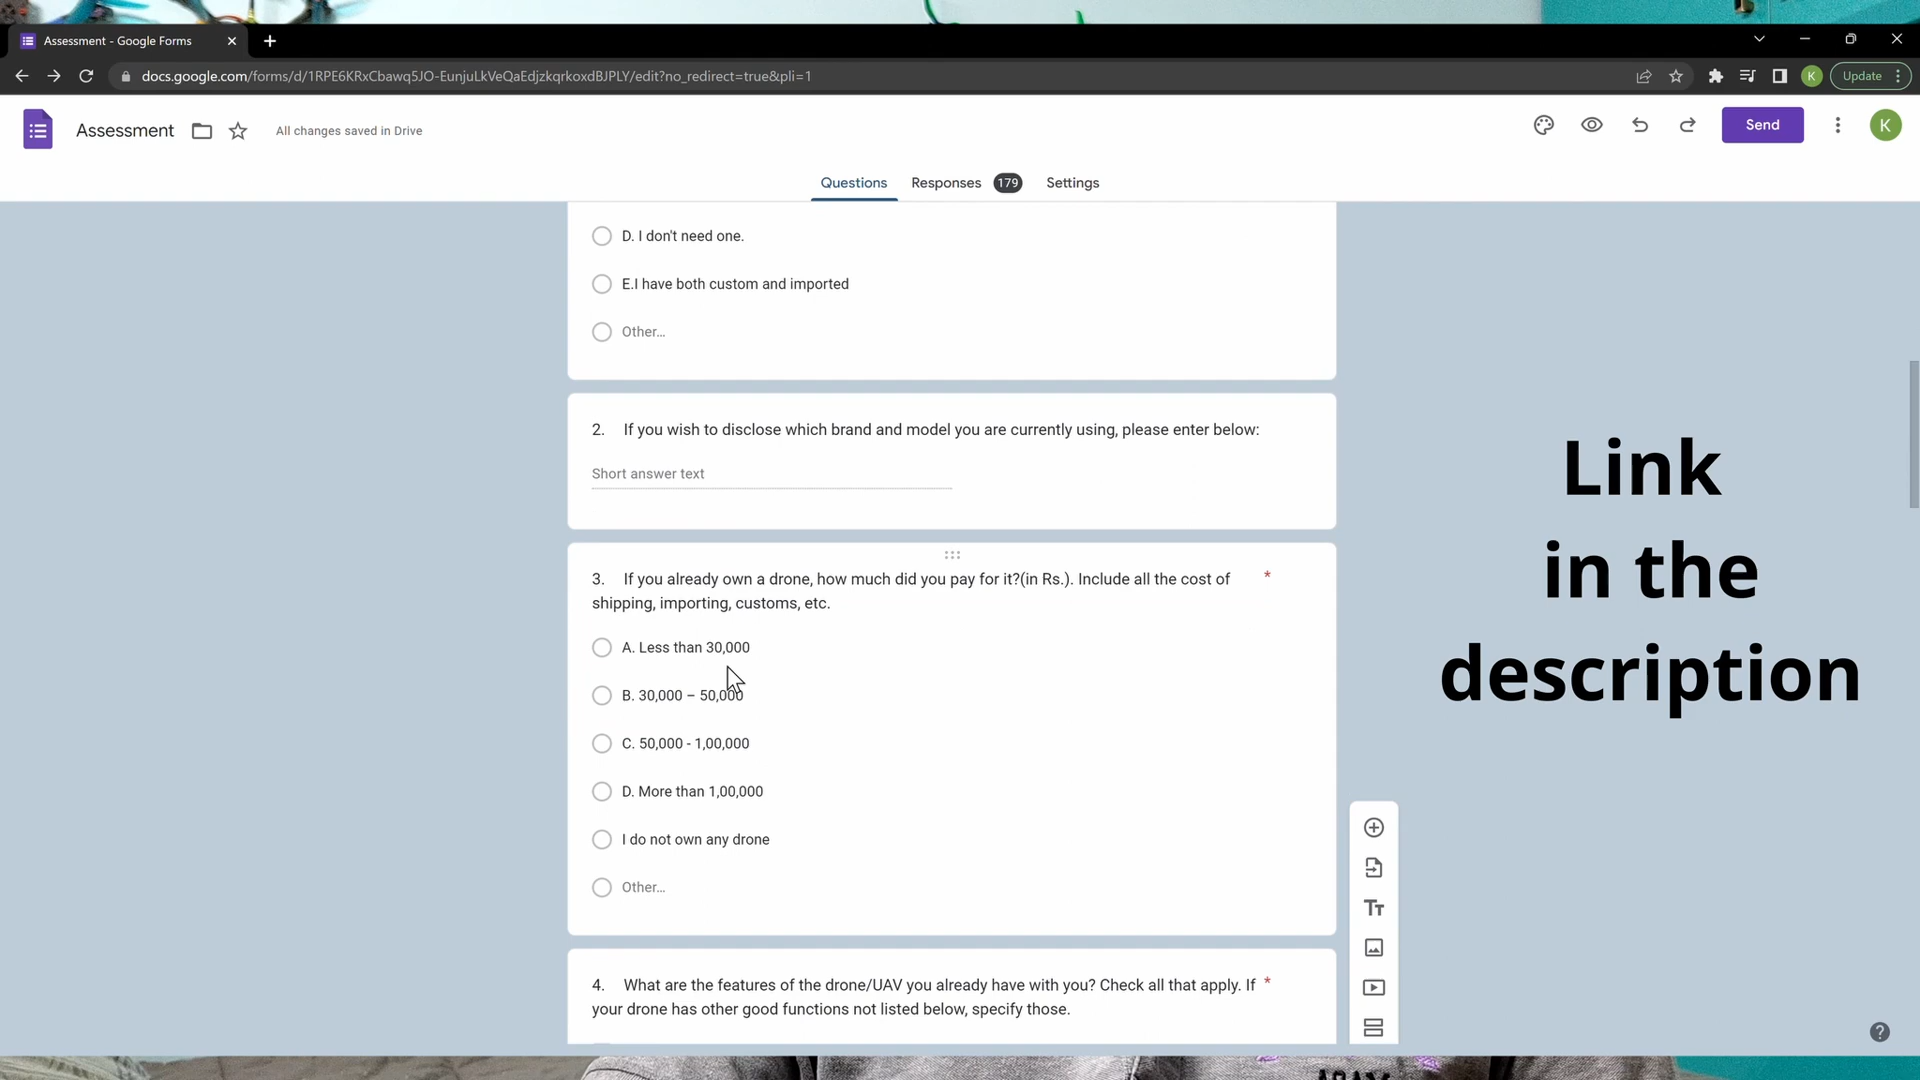 Assessment - Google Forms
docs.google.com/forms/d/1RPE6KRxCbawq5JO-EunjuLkVeQaEdjzkqrkoxdBJPLY/edit?no_redirect=true&pli=1
K
Update
Assessment
All changes saved in Drive
Send
K
Questions
Responses 179
Settings
D. I don't need one.
E.I have both custom and imported
Other...
2. If you wish to disclose which brand and model you are currently using, please enter below:
Short answer text
3. If you already own a drone, how much did you pay for it?(in Rs.). Include all the cost of *
shipping, importing, customs, etc.
A. Less than 30,000
B. 30,000 – 50,000
C. 50,000 - 1,00,000
D. More than 1,00,000
I do not own any drone
Other...
4. What are the features of the drone/UAV you already have with you? Check all that apply. If *
your drone has other good functions not listed below, specify those.
Link
in the
description